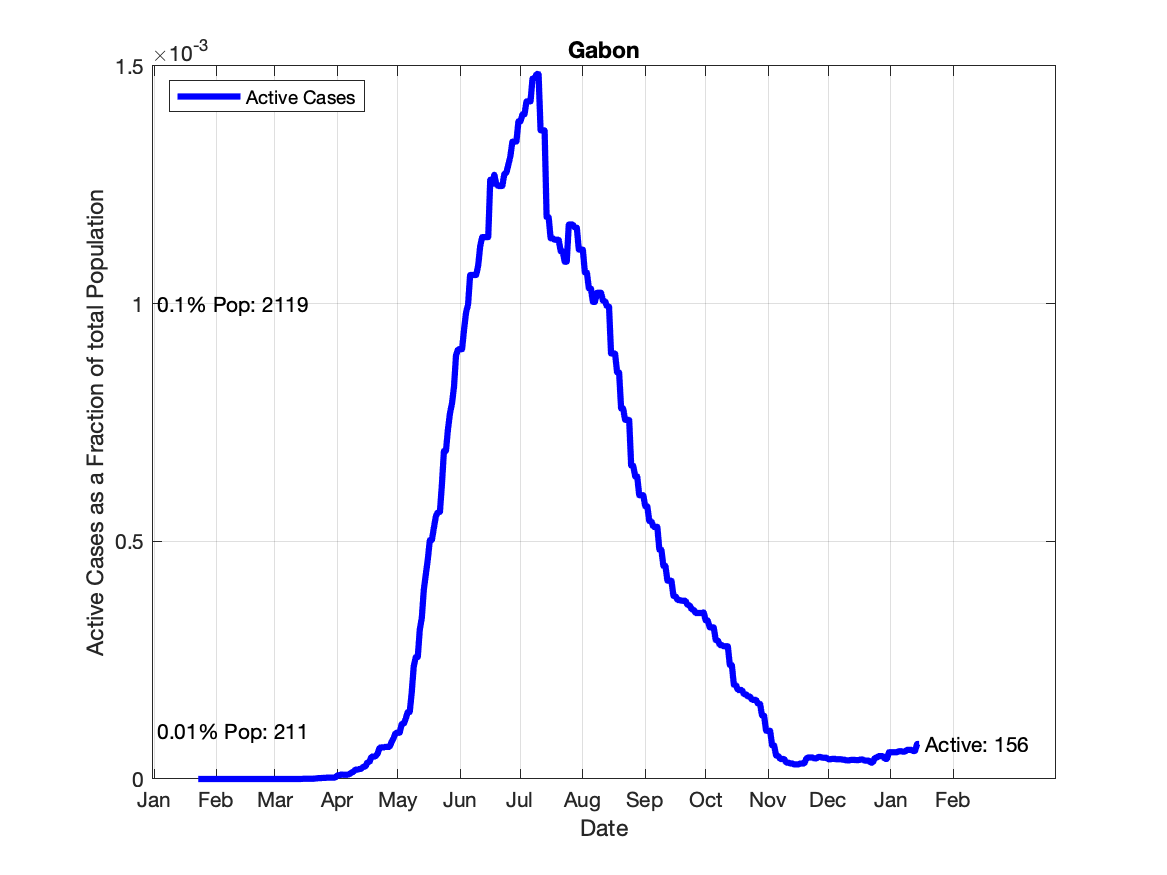 Gabon
×10-3
1.5
Active Cases
1
0.1% Pop: 2119
0.5
0.01% Pop: 211
0
Active: 156
Active Cases as a Fraction of total Population
Jan Feb Mar Apr May Jun Jul Aug Sep Oct Nov Dec Jan Feb
Date